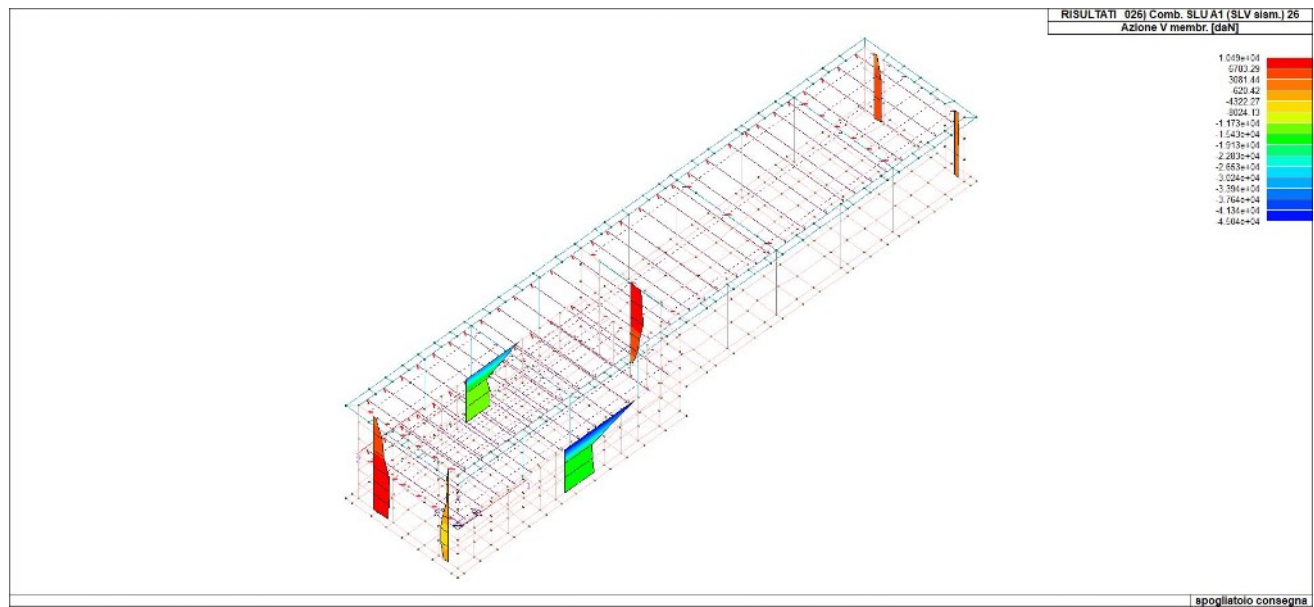 RISULTATI 026) Comb. SLU A1 (SLV sism.) 26
Azione V membr. [daN]
1.049e+04
6703.29
3081.44
-620.42
-4322.27
-8024.13
-1.173e+04
-1.543e+04
-1.913e+04
-2.283e+04
-2.653e+04
-3.024e+04
-3.394e+04
-3.764e+04
-4.134e+04
-4.504e+04
spogliatoio consegna